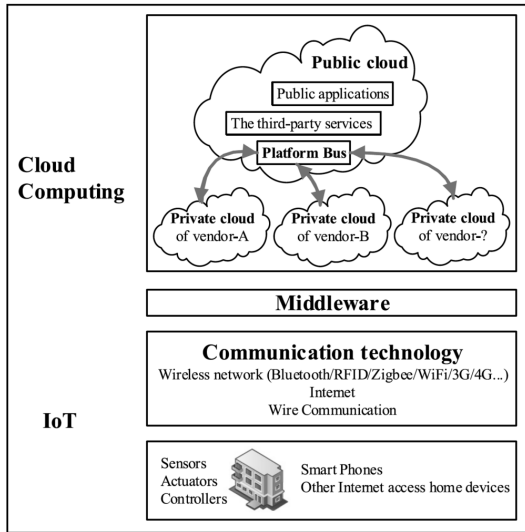 Public cloud
Public applications
The third-party services
Platform Bus
Cloud
Computing
Private cloud
of vendor-A
Private cloud
of vendor-B
Private cloud
of vendor-?
Middleware
Communication technology
Wireless network (Bluetooth/RFID/Zigbee/WiFi/3G/4G...)
Internet
Wire Communication
IoT
Sensors
Actuators
Controllers
Smart Phones
Other Internet access home devices